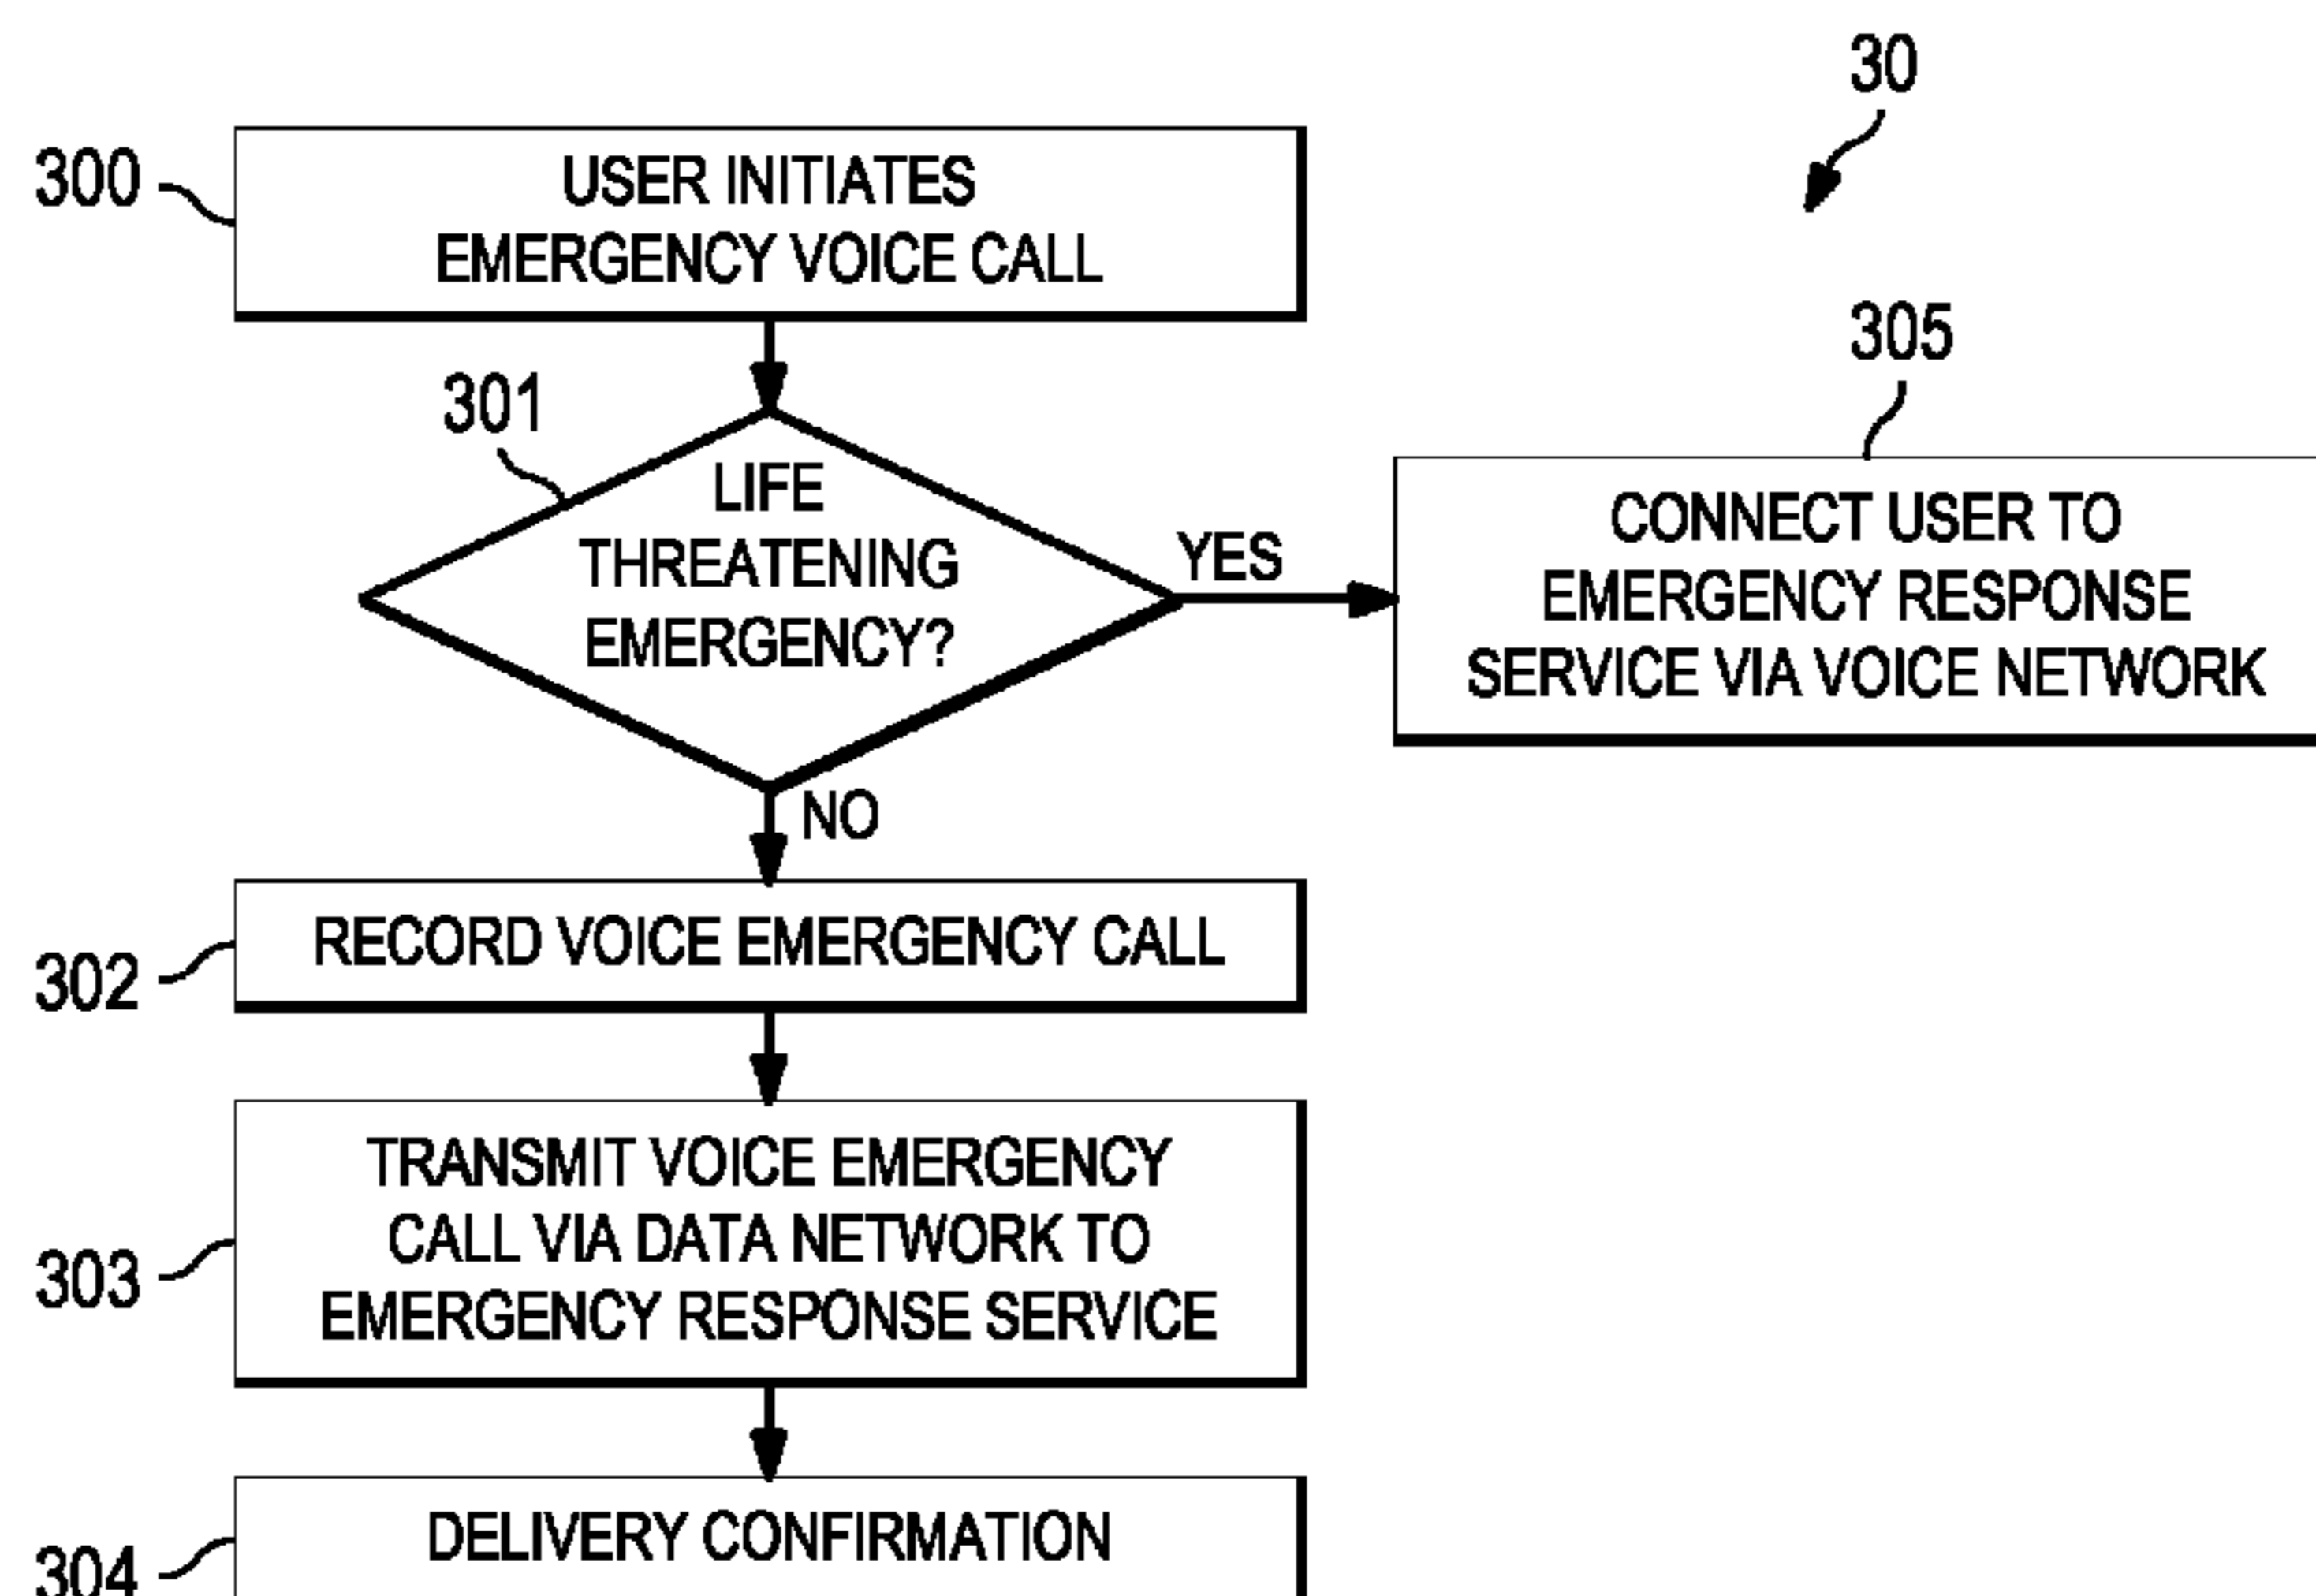 30
300
USER INITIATES
EMERGENCY VOICE CALL
305
301
LIFE
THREATENING
EMERGENCY?
YES
CONNECT USER TO
EMERGENCY RESPONSE
SERVICE VIA VOICE NETWORK
NO
302
RECORD VOICE EMERGENCY CALL
303
TRANSMIT VOICE EMERGENCY
CALL VIA DATA NETWORK TO
EMERGENCY RESPONSE SERVICE
304
DELIVERY CONFIRMATION